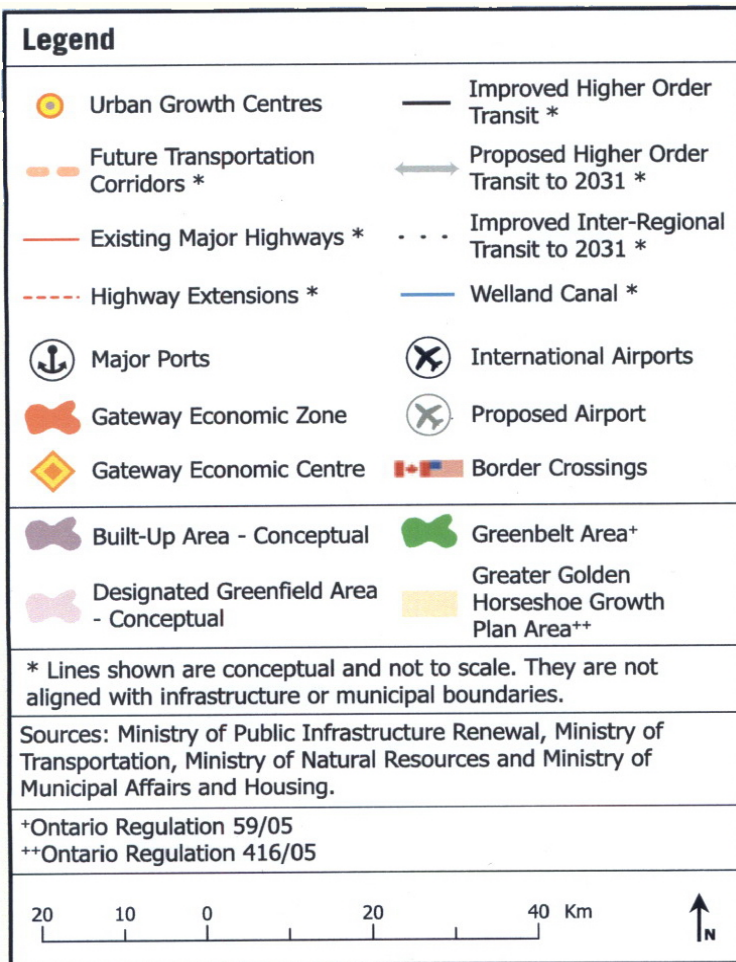 Legend
Urban Growth Centres
Future Transportation
Corridors *
Existing Major Highways *
Highway Extensions *
Major Ports
Gateway Economic Zone
Gateway Economic Centre
Improved Higher Order
Transit *
Proposed Higher Order
Transit to 2031 *
Improved Inter-Regional
Transit to 2031 *
Welland Canal *
International Airports
Proposed Airport
Border Crossings
Built-Up Area - Conceptual
Designated Greenfield Area
- Conceptual
Greenbelt Area⁺
Greater Golden
Horseshoe Growth
Plan Area⁺⁺
* Lines shown are conceptual and not to scale. They are not
aligned with infrastructure or municipal boundaries.
Sources: Ministry of Public Infrastructure Renewal, Ministry of
Transportation, Ministry of Natural Resources and Ministry of
Municipal Affairs and Housing.
⁺Ontario Regulation 59/05
⁺⁺Ontario Regulation 416/05
20 10 0 20 40 Km
N